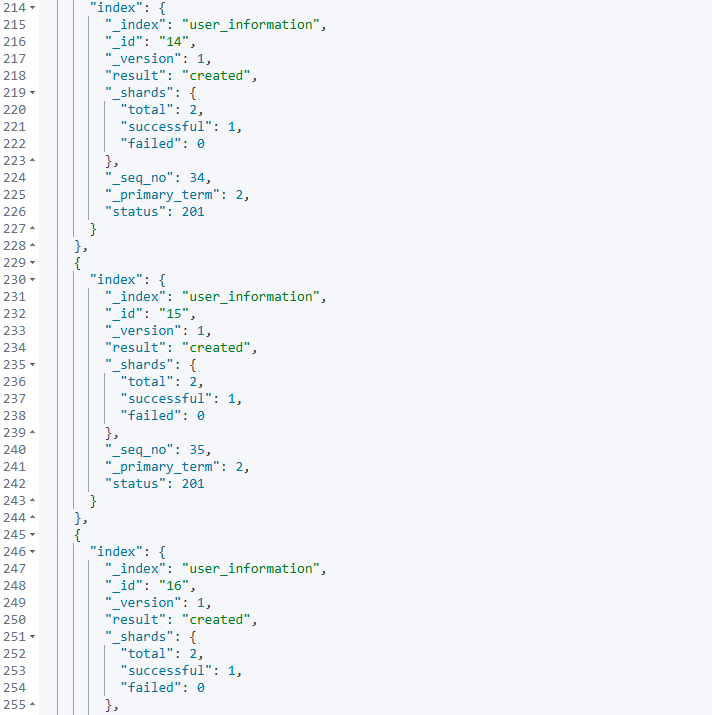 214 "index": {
215 "_index": "user_information",
216 "_id": "14",
217 "_version": 1,
218 "result": "created",
219 "_shards": {
220 "total": 2,
221 "successful": 1,
222 "failed": 0
223 },
224 "_seq_no": 34,
225 "_primary_term": 2,
226 "status": 201
227 }
228 },
229 {
230 "index": {
231 "_index": "user_information",
232 "_id": "15",
233 "_version": 1,
234 "result": "created",
235 "_shards": {
236 "total": 2,
237 "successful": 1,
238 "failed": 0
239 },
240 "_seq_no": 35,
241 "_primary_term": 2,
242 "status": 201
243 }
244 },
245 {
246 "index": {
247 "_index": "user_information",
248 "_id": "16",
249 "_version": 1,
250 "result": "created",
251 "_shards": {
252 "total": 2,
253 "successful": 1,
254 "failed": 0
255 },